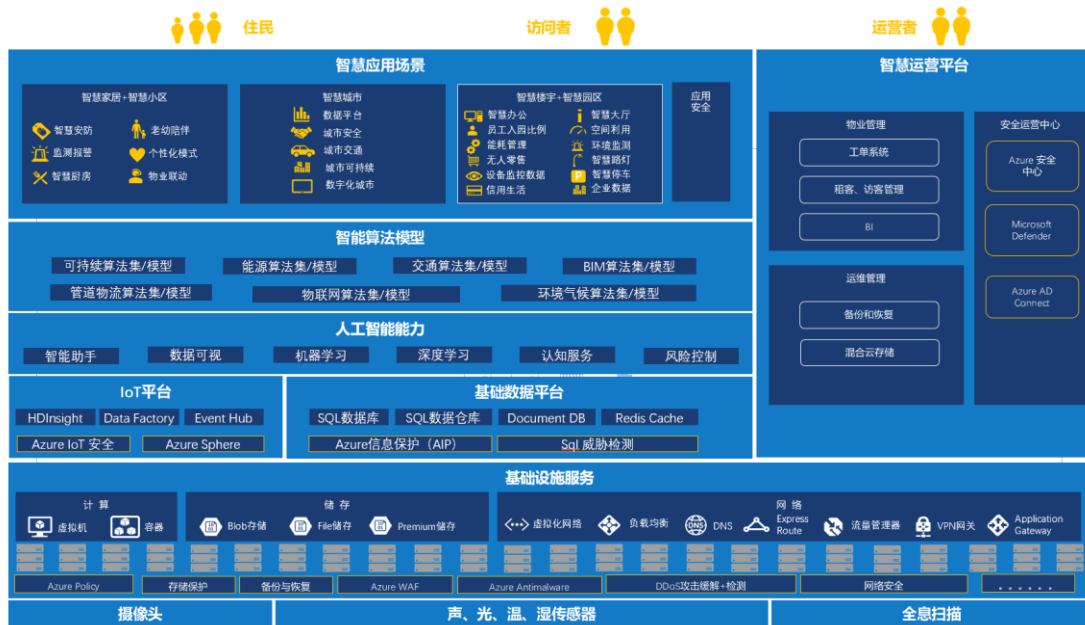 住民
访问者
运营者
智慧应用场景
智慧家居+智慧小区
智慧安防
老幼陪伴
监测报警
个性化模式
智慧厨房
物业联动
智慧城市
数据平台
城市安全
城市交通
城市可持续
数字化城市
智慧楼宇+智慧园区
智慧办公
智慧大厅
员工入园比例
空间利用
能耗管理
环境监测
无人零售
智慧路灯
设备监控数据
智慧停车
信用生活
企业数据
P
应用
安全
智慧运营平台
物业管理
工单系统
租客、访客管理
BI
运维管理
备份和恢复
混合云存储
安全运营中心
Azure 安全
中心
Microsoft
Defender
Azure AD
Connect
智能算法模型
可持续算法集/模型
能源算法集/模型
交通算法集/模型
BIM算法集/模型
管道物流算法集/模型
物联网算法集/模型
环境气候算法集/模型
人工智能能力
智能助手
数据可视
机器学习
深度学习
认知服务
风险控制
IoT平台
HDInsight
Data Factory
Event Hub
Azure IoT 安全
Azure Sphere
基础数据平台
SQL数据库
SQL数据仓库
Document DB
Redis Cache
Azure信息保护（AIP）
Sql 威胁检测
基础设施服务
计 算
虚拟机
容器
储 存
Blob存储
File储存
Premium储存
网 络
虚拟化网络
负载均衡
DNS
DNS
Express
Route
流量管理器
VPN网关
Application
Gateway
Azure Policy
存储保护
备份与恢复
Azure WAF
Azure Antimalware
DDoS攻击缓解+检测
网络安全
······
摄像头
声、光、温、湿传感器
全息扫描